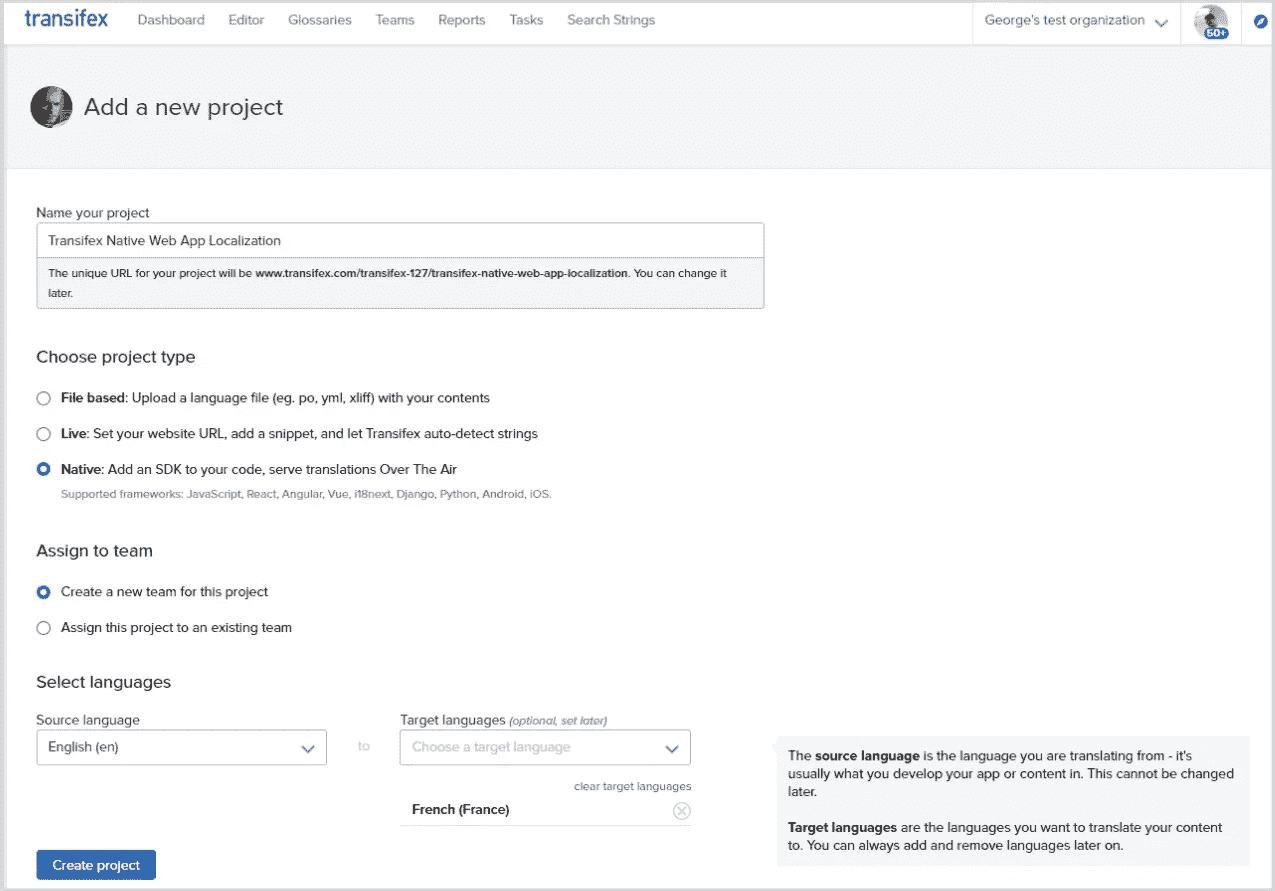 transifex Dashboard Editor Glossaries Teams Reports Tasks Search Strings George's test organization 50+
Add a new project
Name your project
Transifex Native Web App Localization
The unique URL for your project will be www.transifex.com/transifex-127/transifex-native-web-app-localization. You can change it
later.
Choose project type
File based: Upload a language file (eg. po, yml, xliff) with your contents
Live: Set your website URL, add a snippet, and let Transifex auto-detect strings
Native: Add an SDK to your code, serve translations Over The Air
Supported frameworks: JavaScript, React, Angular, Vue, i18next, Django, Python, Android, iOS.
Assign to team
Create a new team for this project
Assign this project to an existing team
Select languages
Source language
English (en)
to
Target languages (optional, set later)
Choose a target language
clear target languages
French (France)
The source language is the language you are translating from - it's
usually what you develop your app or content in. This cannot be changed
later.
Target languages are the languages you want to translate your content
to. You can always add and remove languages later on.
Create project